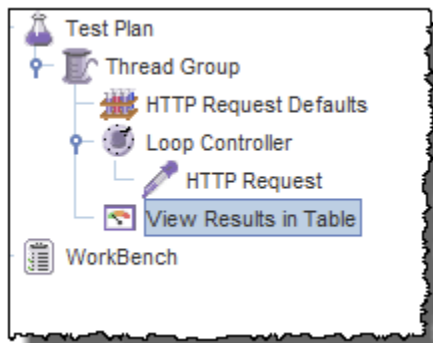 Test Plan
Thread Group
HTTP Request Defaults
Loop Controller
HTTP Request
View Results in Table
WorkBench